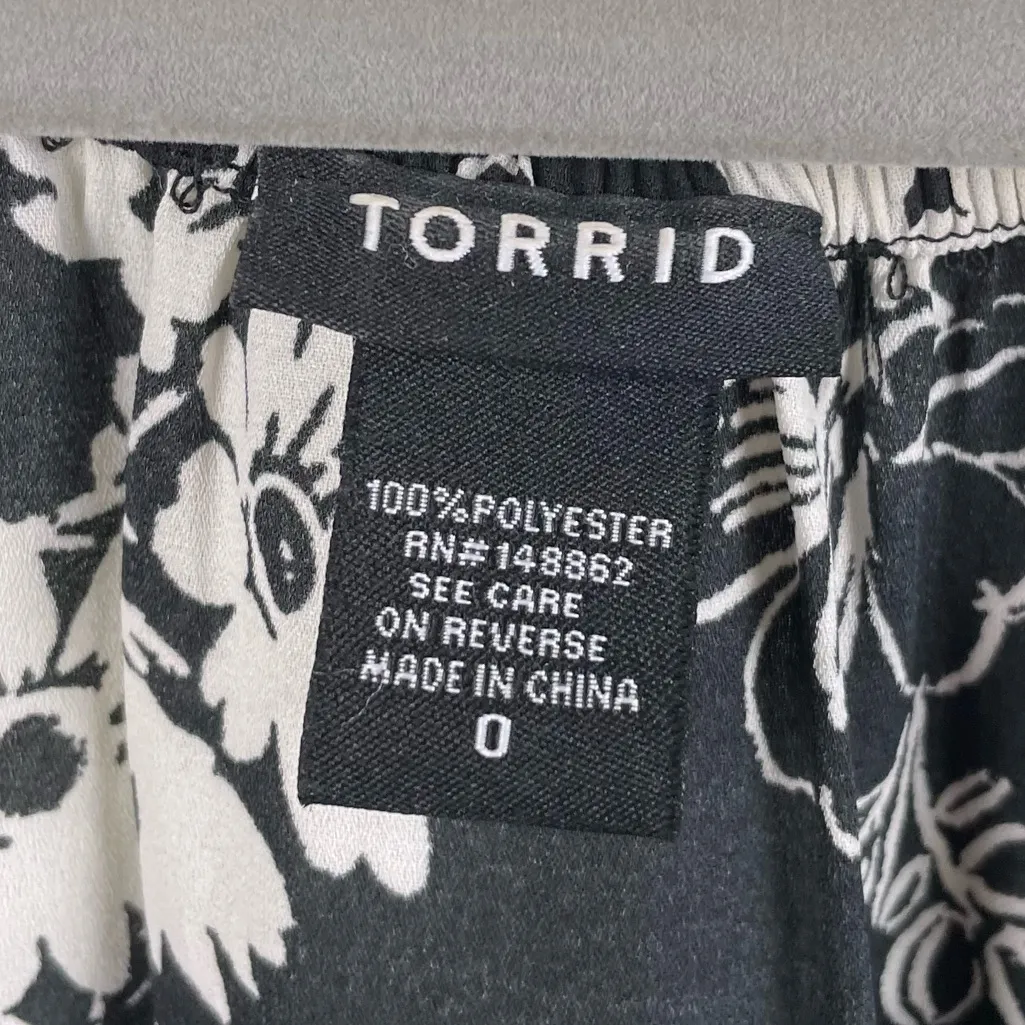 TORRID
100%POLYESTER
RN#148862
SEE CARE
ON REVERSE
MADE IN CHINA
0